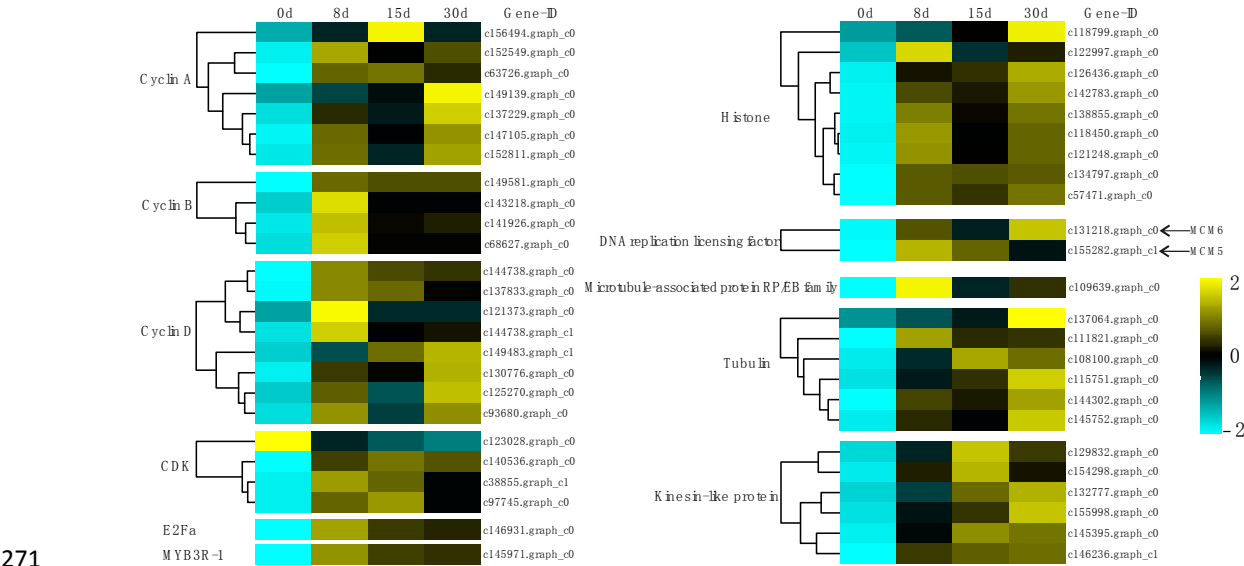 0d 8d 15d 30d Gene-ID
c156494.graph_c0
c152549.graph_c0
Cyclin A
c63726.graph_c0
c149139.graph_c0
c137229.graph_c0
c147105.graph_c0
c152811.graph_c0
c149581.graph_c0
Cyclin B
c143218.graph_c0
c141926.graph_c0
c68627.graph_c0
c144738.graph_c0
c137833.graph_c0
c121373.graph_c0
Cyclin D
c144738.graph_c1
c149483.graph_c1
c130776.graph_c0
c125270.graph_c0
c93680.graph_c0
c123028.graph_c0
CDK
c140536.graph_c0
c38855.graph_c1
c97745.graph_c0
E2Fa c146931.graph_c0
MYB3R-1 c145971.graph_c0
0d 8d 15d 30d Gene-ID
c118799.graph_c0
c122997.graph_c0
c126436.graph_c0
c142783.graph_c0
Histone c138855.graph_c0
c118450.graph_c0
c121248.graph_c0
c134797.graph_c0
c57471.graph_c0
c131218.graph_c0 MCM6
DNA replication licensing factor
c155282.graph_c1 MCM5
Microtubule-associated protein RP/EB family c109639.graph_c0
c137064.graph_c0
c111821.graph_c0
Tubulin c108100.graph_c0
c115751.graph_c0
c144302.graph_c0
c145752.graph_c0
c129832.graph_c0
c154298.graph_c0
Kinesin-like protein c132777.graph_c0
c155998.graph_c0
c145395.graph_c0
c146236.graph_c1
2
0
-2
271